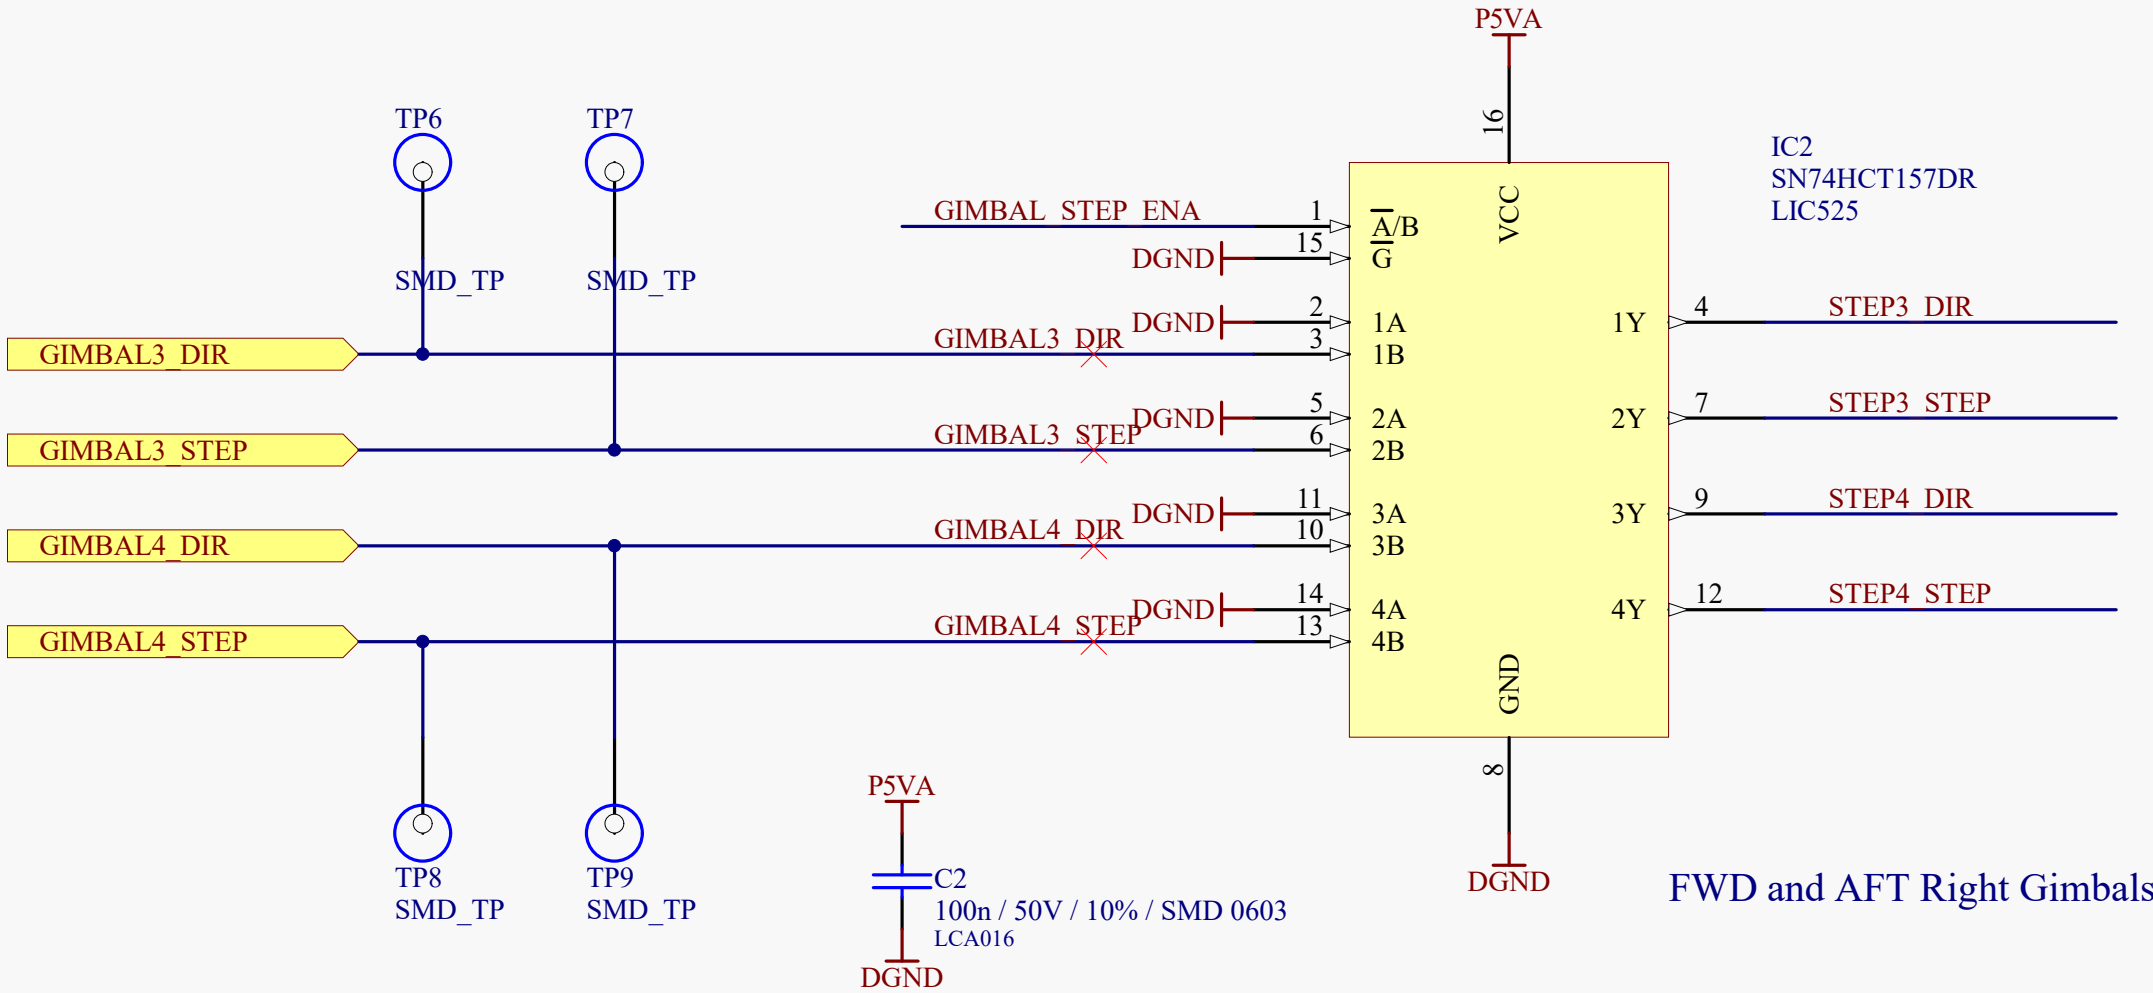 P5VA
16
TP6
TP7
SMD_TP
SMD_TP
IC2
SN74HCT157DR
LIC525
GIMBAL_STEP_ENA
1
A/B
VCC
DGND
15
G
DGND
2
1A
1Y
4
STEP3_DIR
GIMBAL3_DIR
GIMBAL3_DIR
3
1B
DGND
5
2A
2Y
7
STEP3_STEP
GIMBAL3_STEP
GIMBAL3_STEP
6
2B
DGND
11
3A
3Y
9
STEP4_DIR
GIMBAL4_DIR
GIMBAL4_DIR
10
3B
DGND
14
4A
4Y
12
STEP4_STEP
GIMBAL4_STEP
GIMBAL4_STEP
13
4B
GND
8
DGND
TP8
SMD_TP
TP9
SMD_TP
P5VA
C2
100n / 50V / 10% / SMD 0603
LCA016
DGND
FWD and AFT Right Gimbals